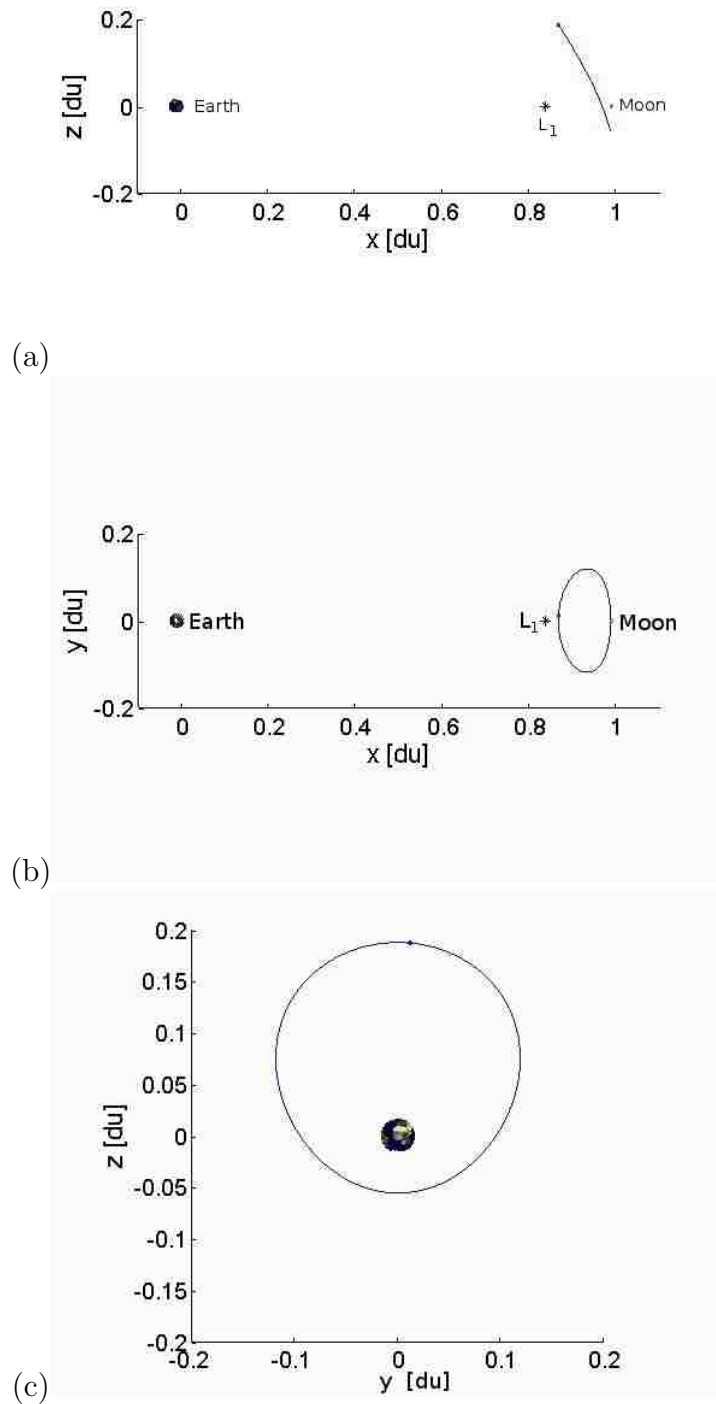 0.2
z [du]
0
Earth
L1
Moon
-0.2
0 0.2 0.4 0.6 0.8 1
x [du]
(a)
0.2
y [du]
0
Earth
L1
Moon
-0.2
0 0.2 0.4 0.6 0.8 1
x [du]
(b)
0.2
0.15
0.1
0.05
z [du]
0
-0.05
-0.1
-0.15
-0.2
-0.2 -0.1 0 0.1 0.2
y [du]
(c)